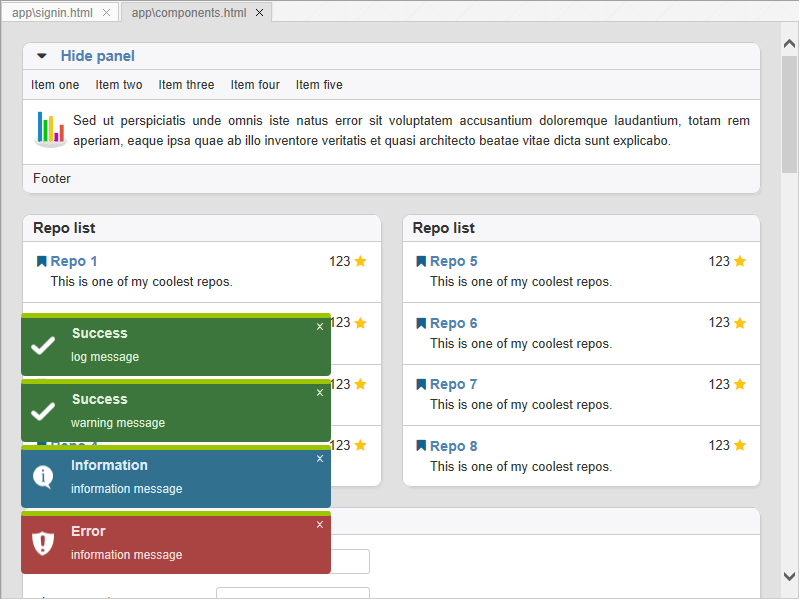 app\signin.html
app\components.html
Hide panel
Item one Item two Item three Item four Item five
Sed ut perspiciatis unde omnis iste natus error sit voluptatem accusantium doloremque laudantium, totam rem
aperiam, eaque ipsa quae ab illo inventore veritatis et quasi architecto beatae vitae dicta sunt explicabo.
Footer
Repo list
Repo 1 123
This is one of my coolest repos.
123
123
Repo 4 123
Repo list
Repo 5 123
This is one of my coolest repos.
Repo 6 123
This is one of my coolest repos.
Repo 7 123
This is one of my coolest repos.
Repo 8 123
This is one of my coolest repos.
Success x
log message
Success x
warning message
Information x
information message
Error x
information message